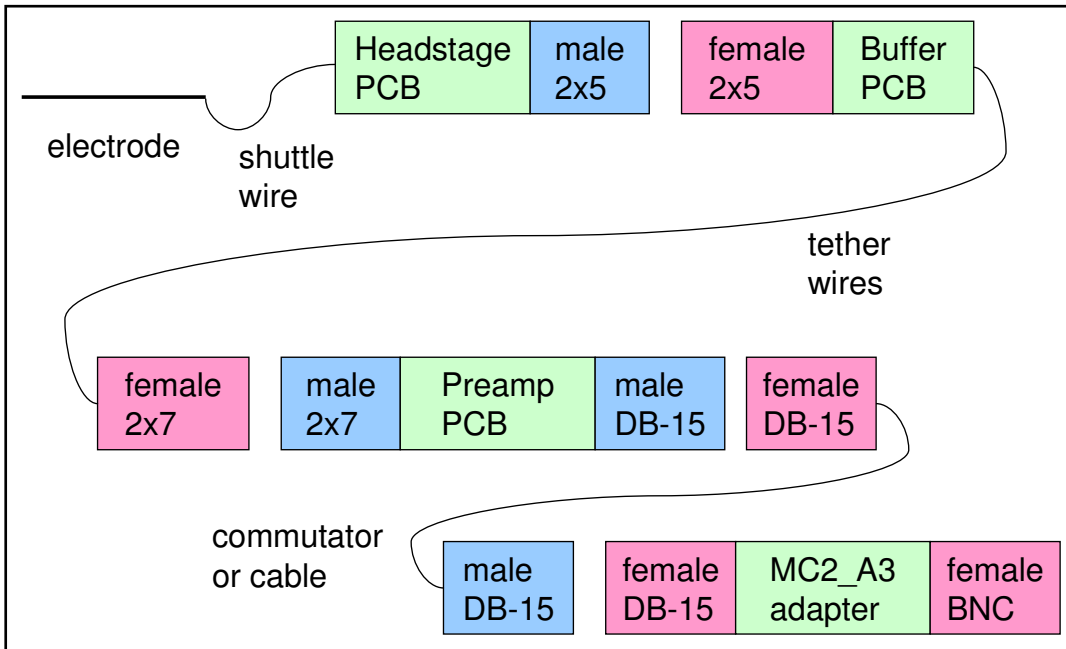 Headstage
PCB
male
2x5
female
2x5
Buffer
PCB
electrode
shuttle
wire
tether
wires
female
2x7
male
2x7
Preamp
PCB
male
DB-15
female
DB-15
commutator
or cable
male
DB-15
female
DB-15
MC2_A3
adapter
female
BNC